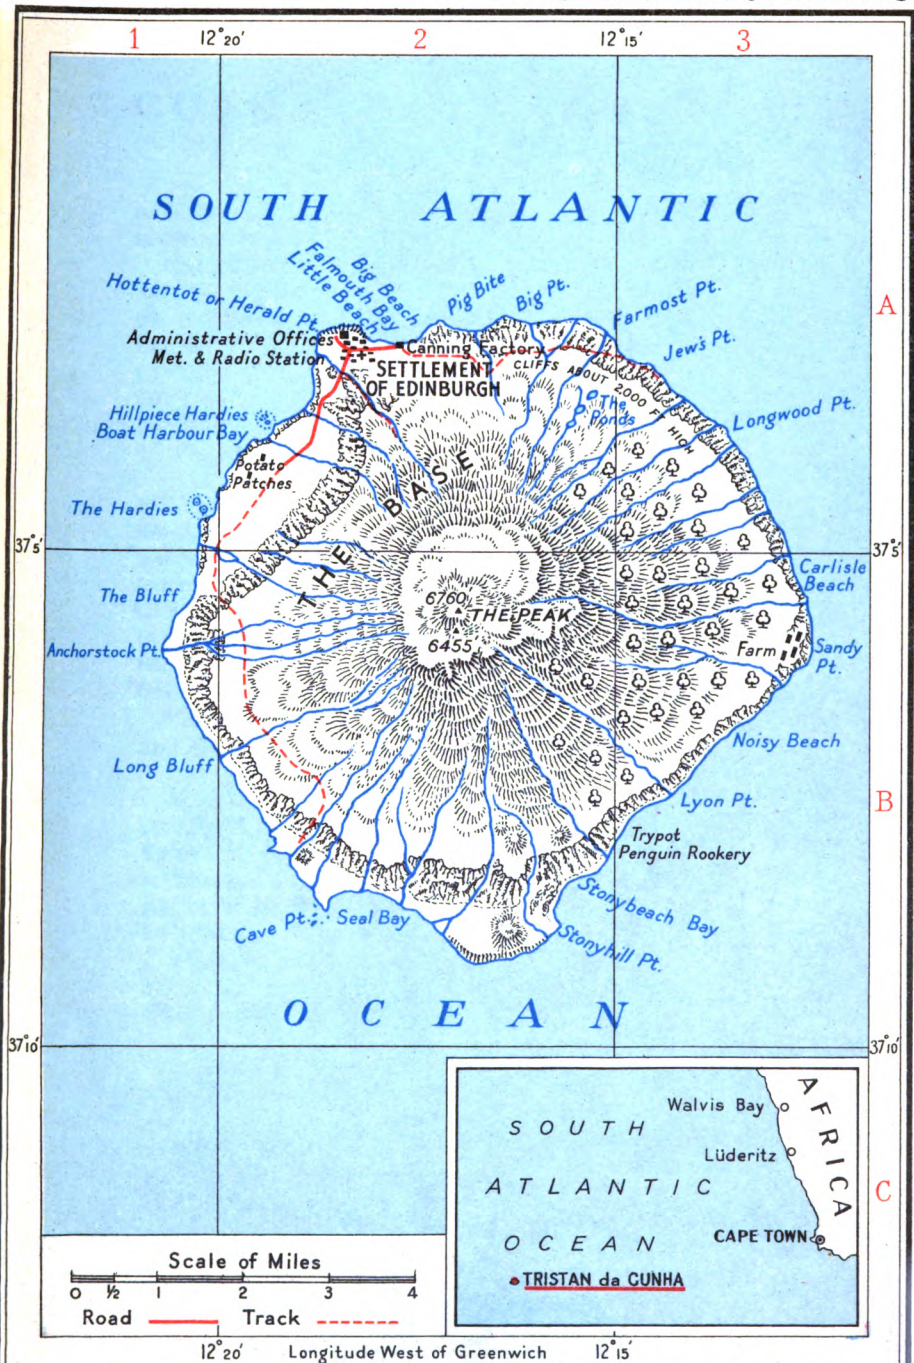 1 12°20' 2 12°15' 3
SOUTH ATLANTIC
A
Hottentot or Herald Pt.
Little Beach
Falmouth Bay
Big Beach
Pig Bite
Big Pt.
Farmost Pt.
Jew's Pt.
Administrative Offices
Met. & Radio Station
Canning Factory
SETTLEMENT
OF EDINBURGH
CLIFFS ABOUT 2000 FT HIGH
The
Ponds
Longwood Pt.
Hillpiece Hardies
Boat Harbour Bay
Potato
Patches
THE BASE
The Hardies
37°5' 37°5'
Carlisle
Beach
The Bluff
6760
THE PEAK
6455
Anchorstock Pt.
Farm
Sandy
Pt.
Noisy Beach
Long Bluff
Lyon Pt.
B
Trypot
Penguin Rookery
Stonybeach Bay
Cave Pt. Seal Bay
Stonyhill Pt.
OCEAN
37°10' 37°10'
AFRICA
Walvis Bay
SOUTH
Lüderitz
ATLANTIC
C
OCEAN
CAPE TOWN
TRISTAN da CUNHA
Scale of Miles
0 ½ 1 2 3 4
Road Track
12°20' Longitude West of Greenwich 12°15'